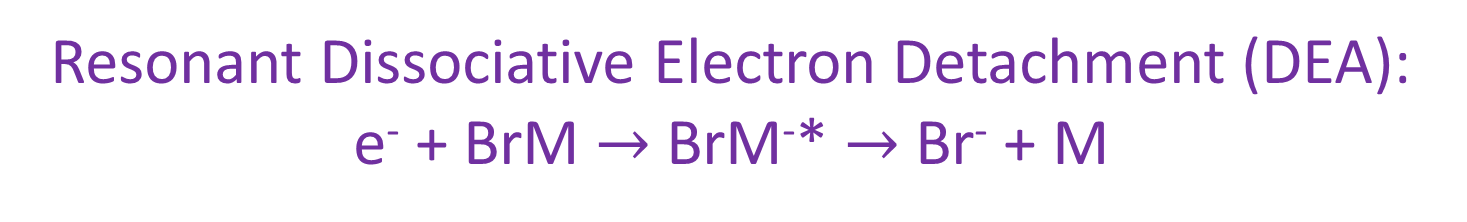 Resonant Dissociative Electron Detachment (DEA):
e⁻ + BrM → BrM⁻* → Br⁻ + M